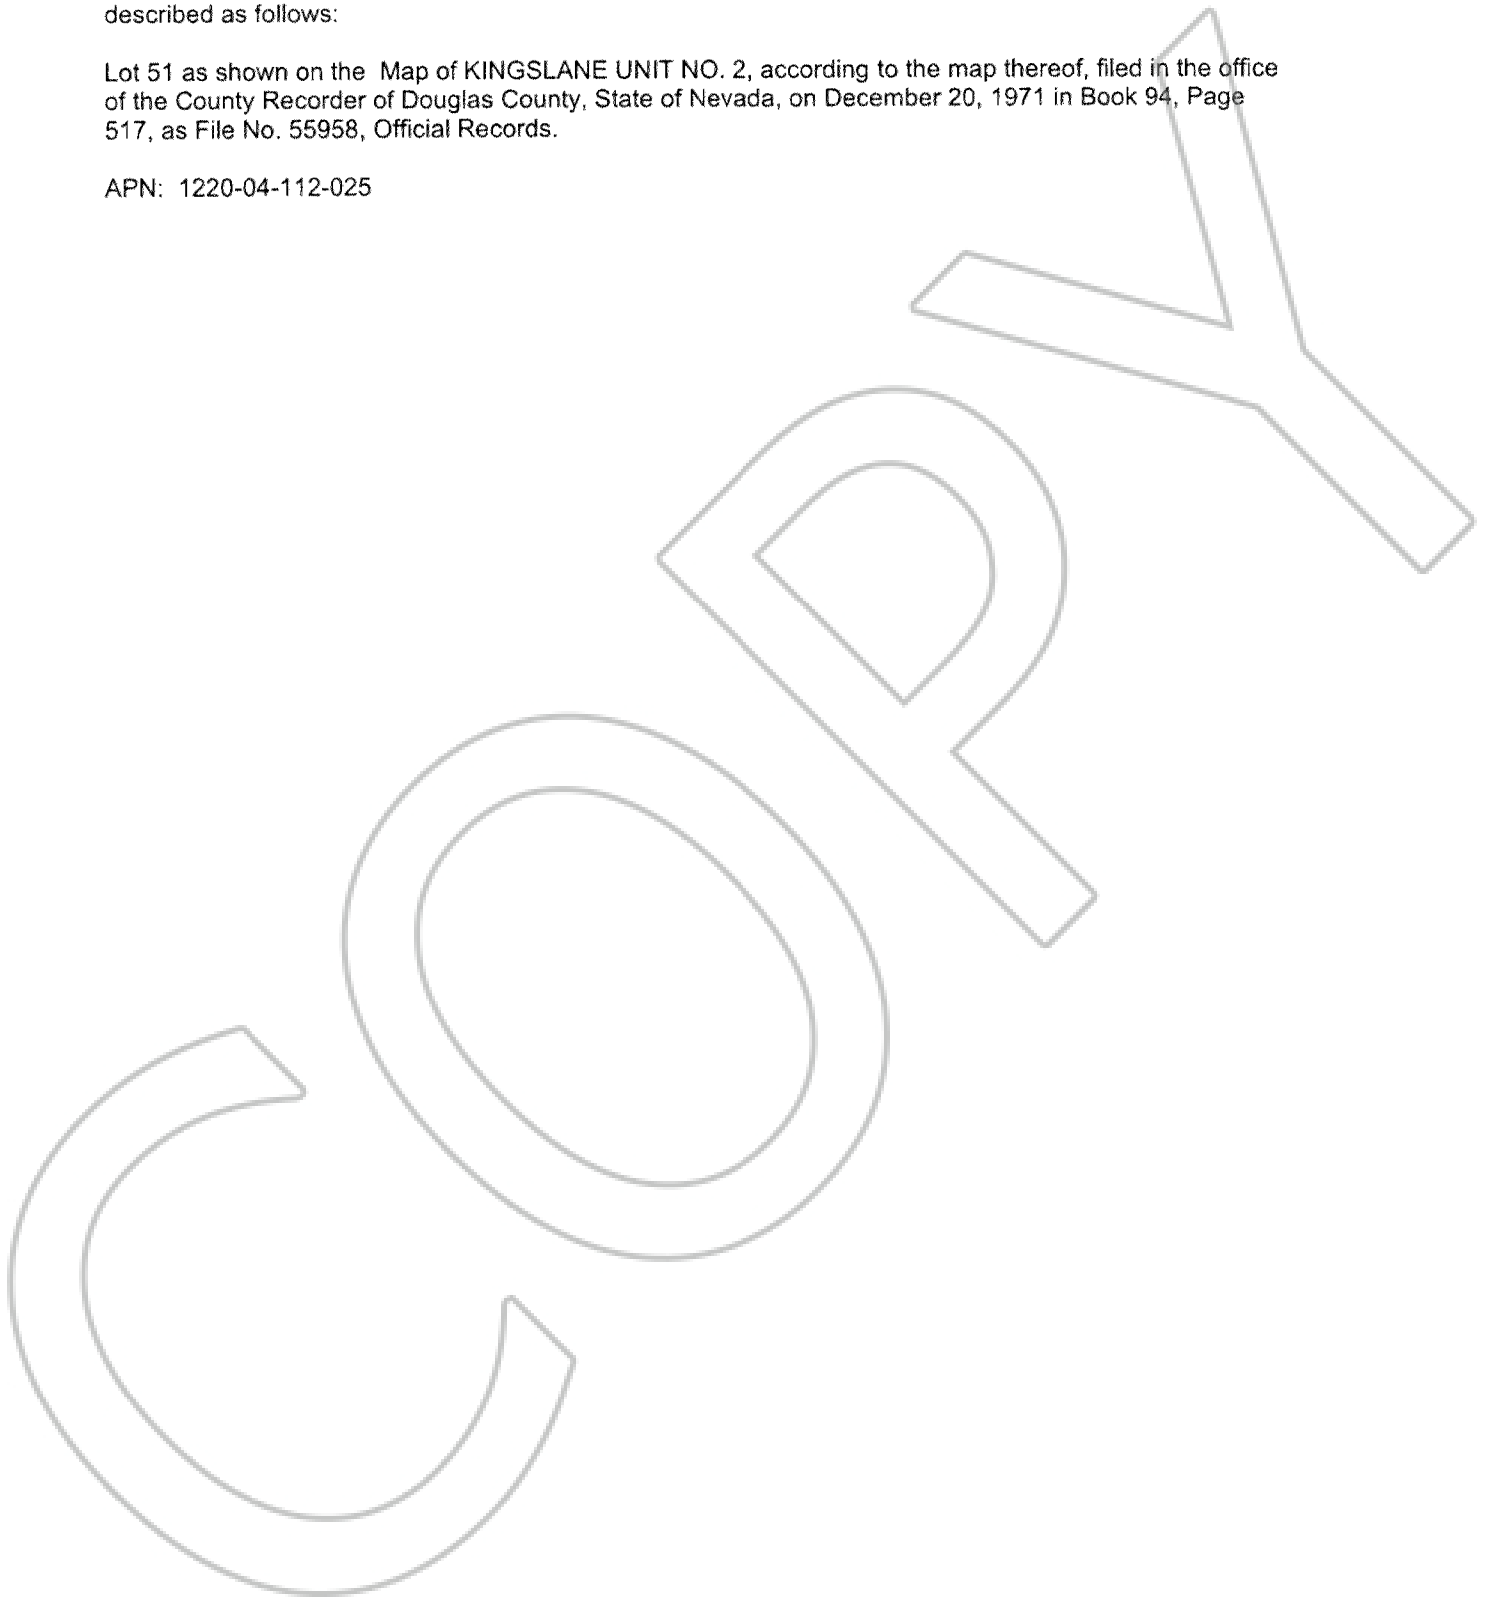 described as follows:
Lot 51 as shown on the  Map of KINGSLANE UNIT NO. 2, according to the map thereof, filed in the office
of the County Recorder of Douglas County, State of Nevada, on December 20, 1971 in Book 94, Page
517, as File No. 55958, Official Records.
APN:  1220-04-112-025
COPY